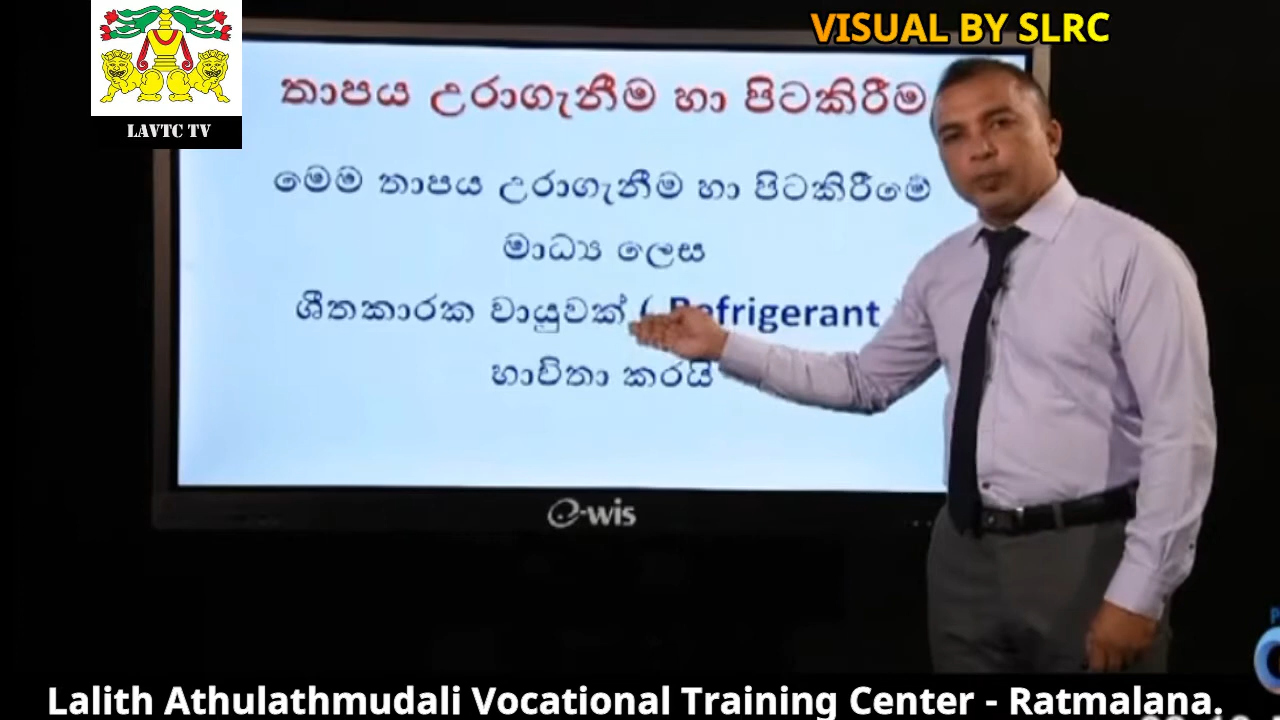 VISUAL BY SLRC
LAVTC TV
තාපය උරාගැනීම හා පිටකිරීම
මෙම තාපය උරාගැනීම හා පිටකිරීමේ
මාධ්‍ය ලෙස
ශීතකාරක වායුවක් ( Refrigerant
භාවිතා කරයි
e-wis
Lalith Athulathmudali Vocational Training Center - Ratmalana.